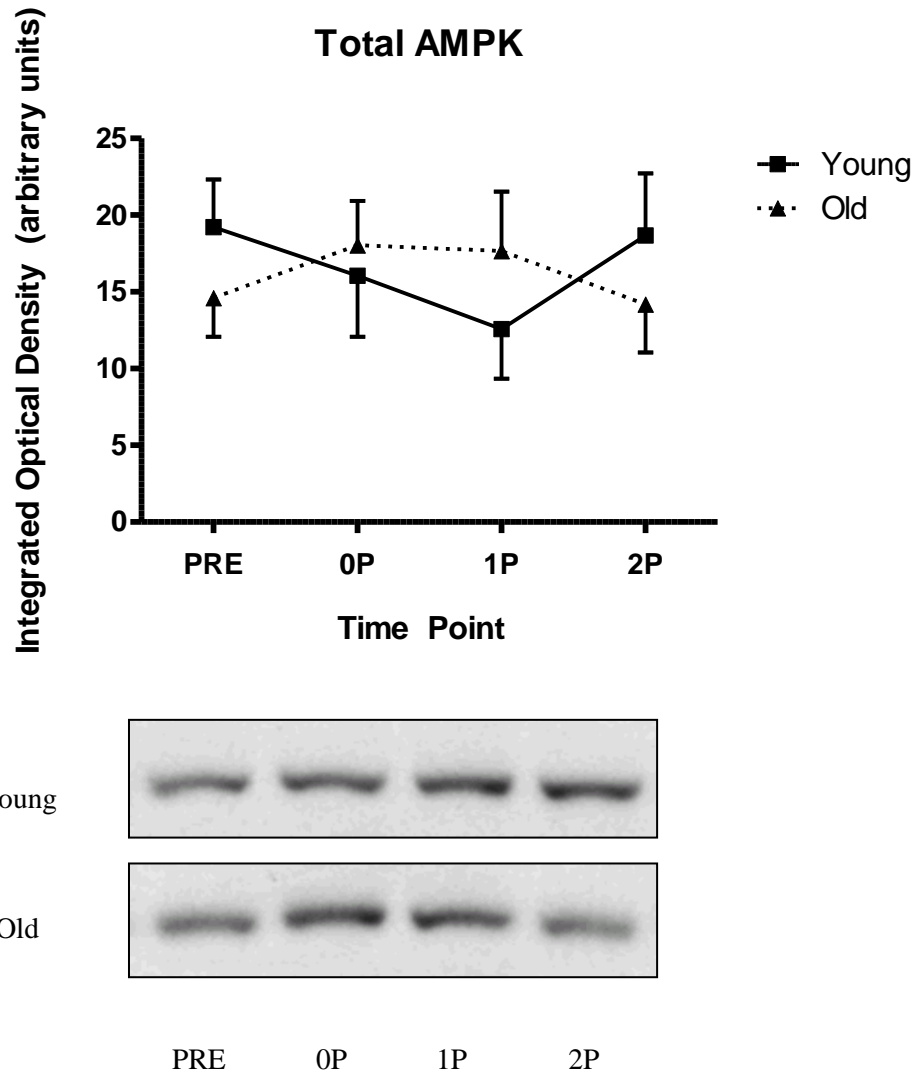 Total AMPK
Integrated Optical Density (arbitrary units)
25
20
15
10
5
0
PRE 0P 1P 2P
Time Point
Young
Old
oung
Old
PRE 0P 1P 2P